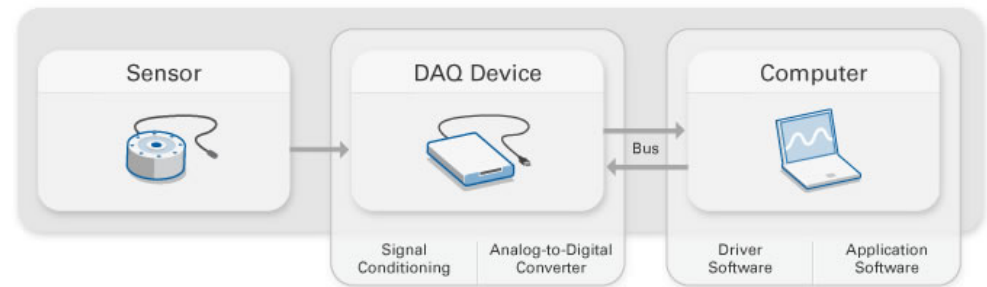 Sensor
DAQ Device
Computer
Bus
Signal
Conditioning
Analog-to-Digital
Converter
Driver
Software
Application
Software